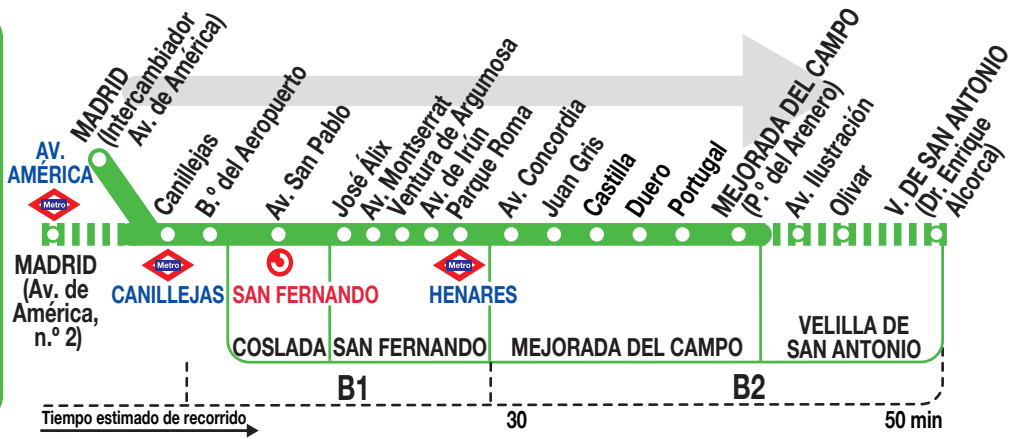 MADRID
(Intercambiador
Av. de América)
Canillejas
B.º del Aeropuerto
Av. San Pablo
José Álix
Av. Montserrat
Ventura de Argumosa
Av. de Irún
Parque Roma
Av. Concordia
Juan Gris
Castilla
Duero
Portugal
MEJORADA DEL CAMPO
(P.º del Arenero)
Av. Ilustración
Olivar
V. DE SAN ANTONIO
(Dr. Enrique
Alcorca)
AV.
AMÉRICA
Metro
MADRID
(Av. de
América,
n.º 2)
Metro
CANILLEJAS
SAN FERNANDO
Metro
HENARES
COSLADA
SAN FERNANDO
MEJORADA DEL CAMPO
VELILLA DE
SAN ANTONIO
B1
B2
Tiempo estimado de recorrido
30
50 min